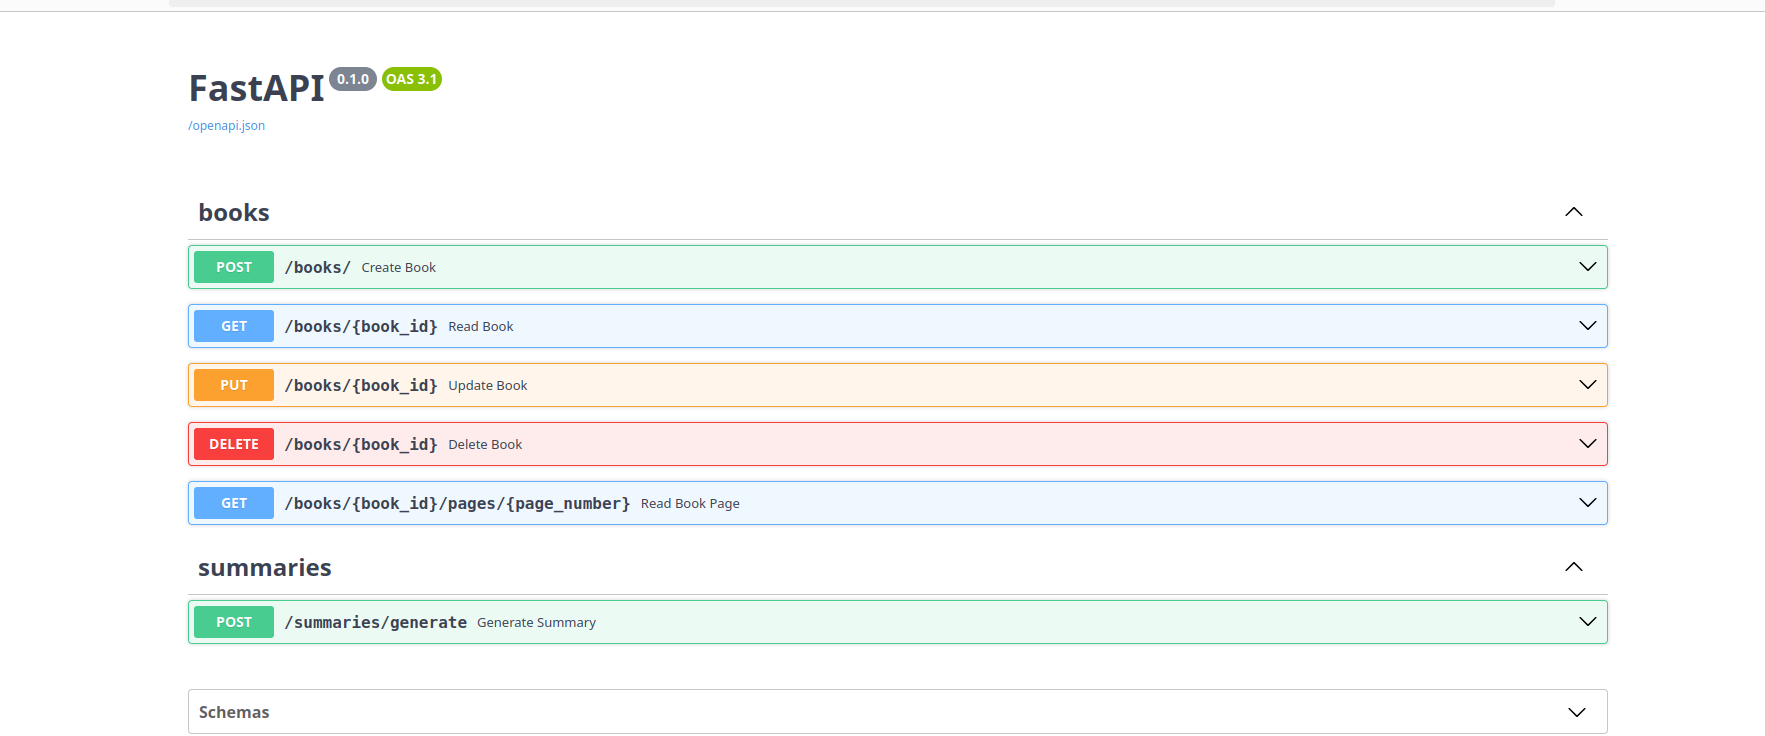 FastAPI 0.1.0 OAS 3.1
/openapi.json
books
POST /books/ Create Book
GET /books/{book_id} Read Book
PUT /books/{book_id} Update Book
DELETE /books/{book_id} Delete Book
GET /books/{book_id}/pages/{page_number} Read Book Page
summaries
POST /summaries/generate Generate Summary
Schemas